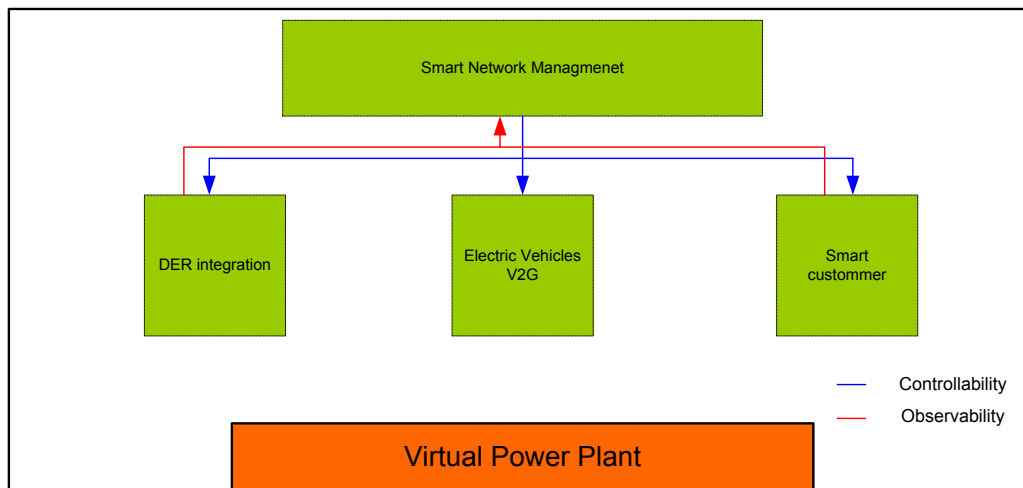 Smart Network Managmenet
DER integration
Electric Vehicles
V2G
Smart
custommer
Controllability
Observability
Virtual Power Plant